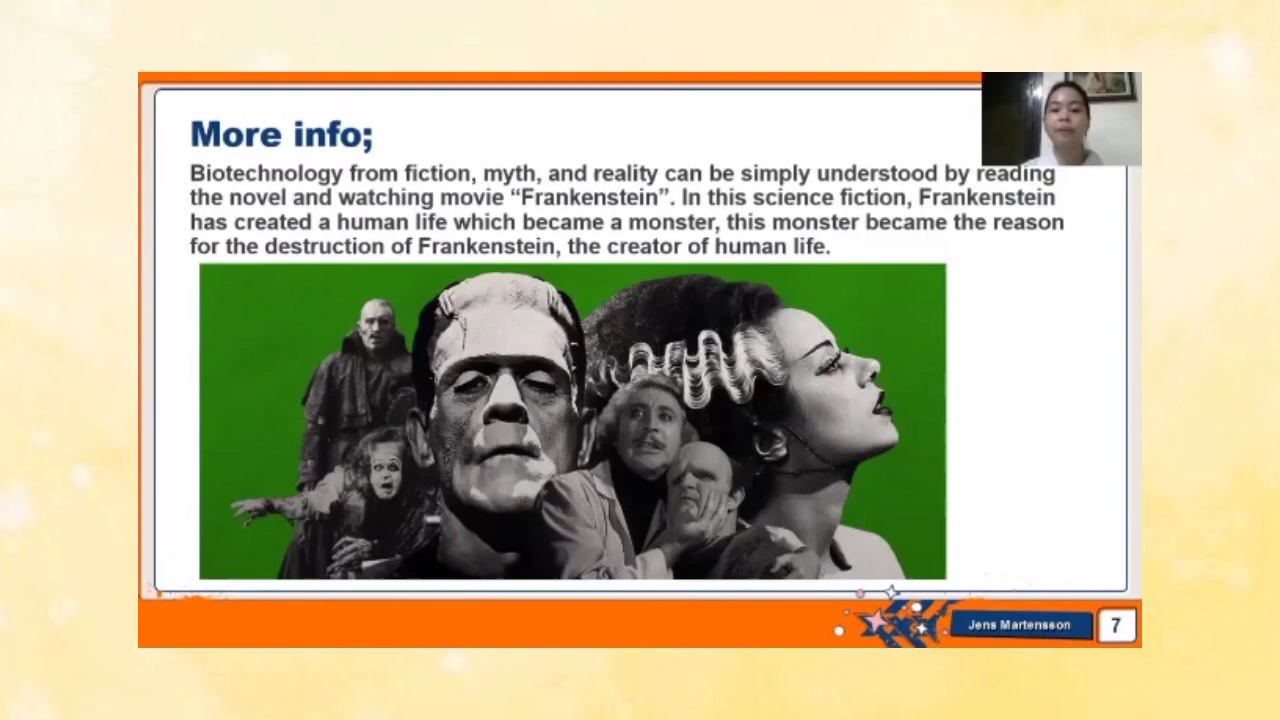 More info;
Biotechnology from fiction, myth, and reality can be simply understood by reading
the novel and watching movie “Frankenstein”. In this science fiction, Frankenstein
has created a human life which became a monster, this monster became the reason
for the destruction of Frankenstein, the creator of human life.
Jens Martensson
7